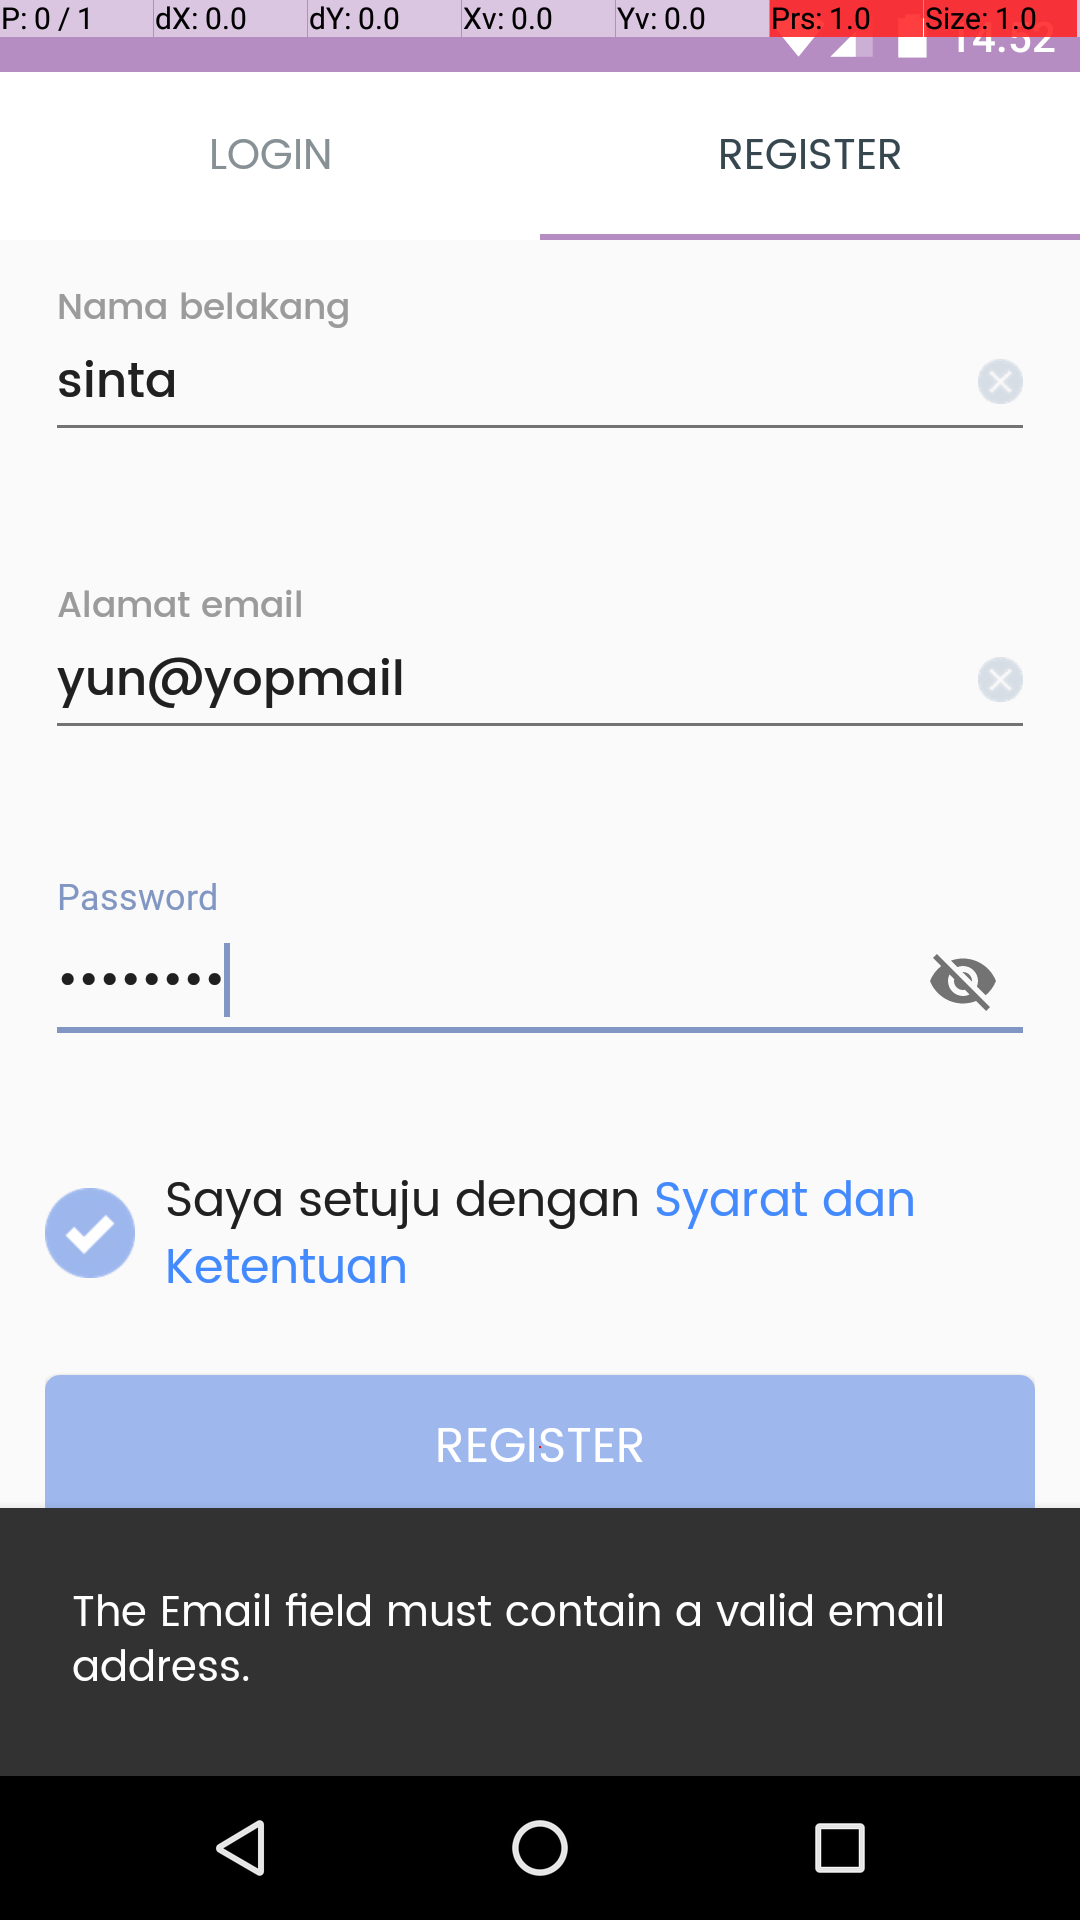 P: 0 / 1 dX: 0.0 dY: 0.0 Xv: 0.0 Yv: 0.0 Prs: 1.0 Size: 1.0
14:52
LOGIN REGISTER
Nama belakang
sinta
Alamat email
yun@yopmail
Password
••••••••
Saya setuju dengan Syarat dan
Ketentuan
REGISTER
The Email field must contain a valid email
address.